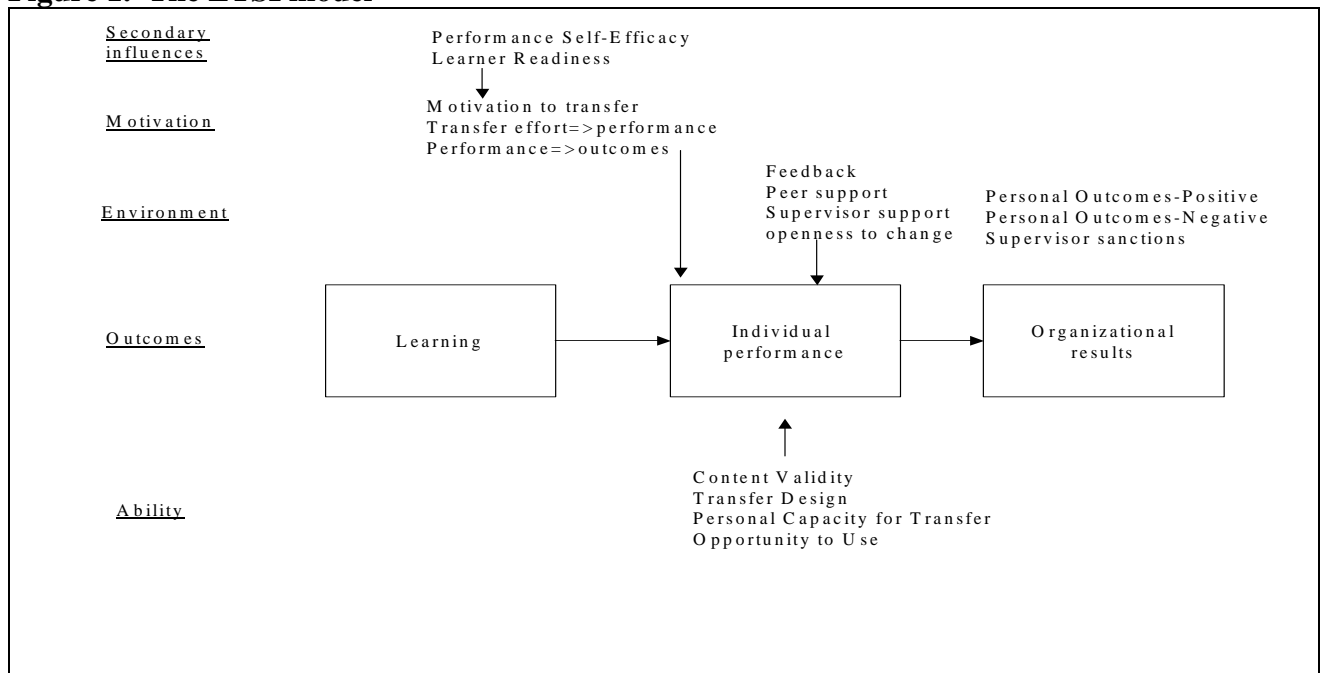 Secondary
influences
Performance Self-Efficacy
Learner Readiness
Motivation
Motivation to transfer
Transfer effort=>performance
Performance=>outcomes
Environment
Feedback
Peer support
Supervisor support
openness to change
Personal Outcomes-Positive
Personal Outcomes-Negative
Supervisor sanctions
Outcomes
Learning
Individual
performance
Organizational
results
Ability
Content Validity
Transfer Design
Personal Capacity for Transfer
Opportunity to Use